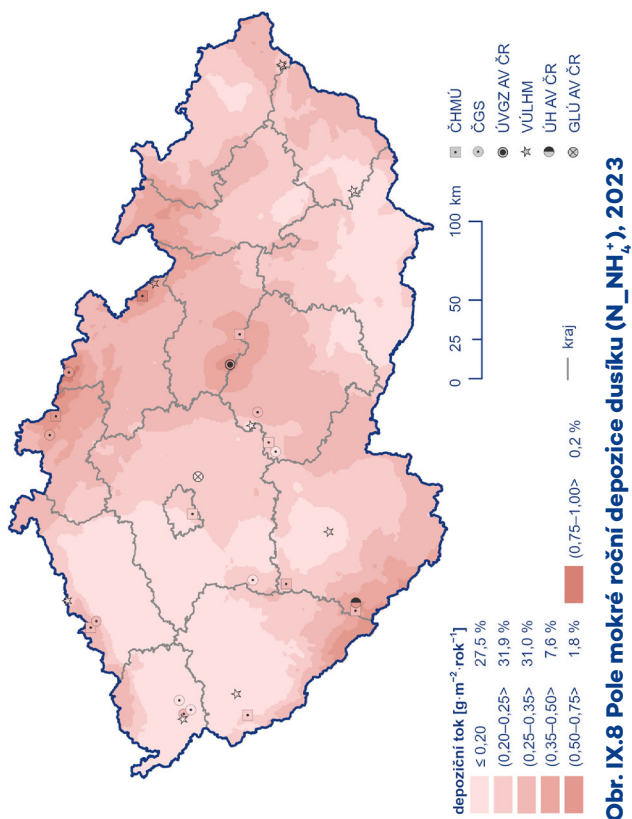 depoziční tok [g·m⁻²·rok⁻¹]
≤ 0,20 27,5 %
(0,20–0,25> 31,9 %
(0,25–0,35> 31,0 %
(0,35–0,50> 7,6 %
(0,50–0,75> 1,8 %
(0,75–1,00> 0,2 %
kraj
0 25 50 100 km
ČHMÚ
ČGS
ÚVGZ AV ČR
VÚLHM
ÚH AV ČR
GLÚ AV ČR
Obr. IX.8 Pole mokré roční depozice dusíku (N_NH₄⁺), 2023